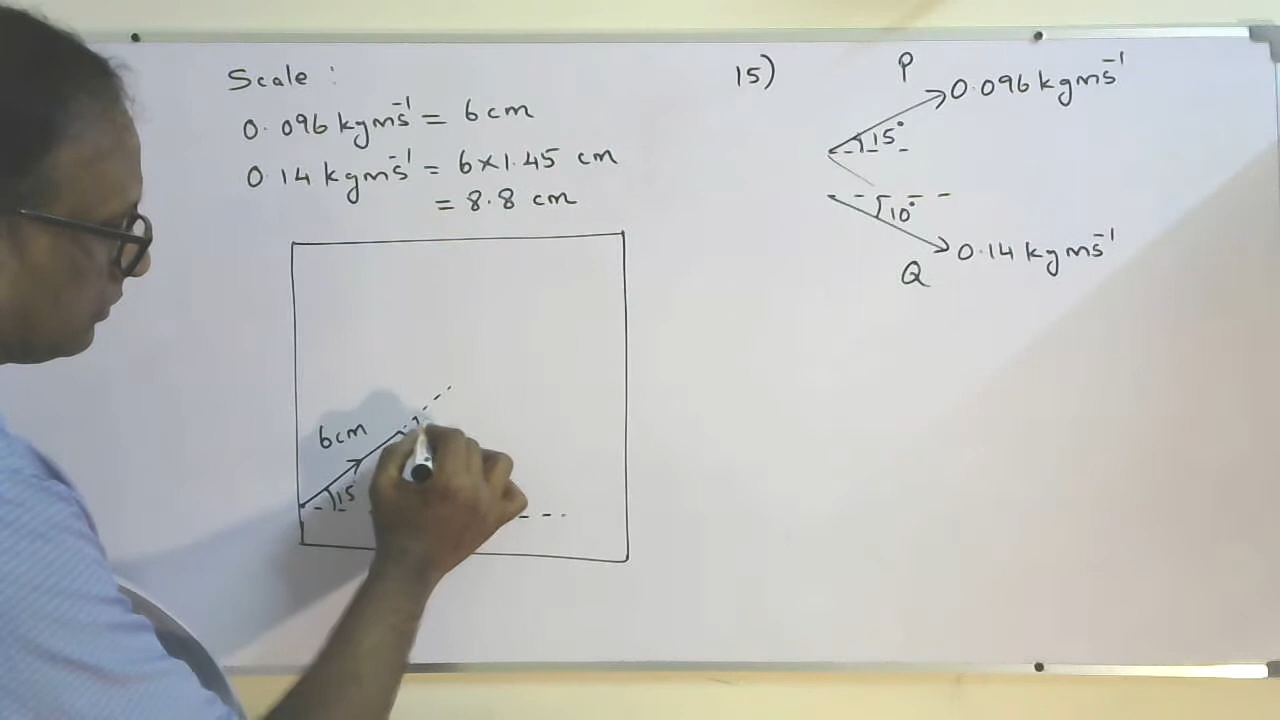 Scale :
0.096 kgms⁻¹ = 6 cm
0.14 kgms⁻¹ = 6×1.45 cm
= 8.8 cm
6cm
15
15)
P
0.096 kgms⁻¹
15°
10°
0.14 kgms⁻¹
Q